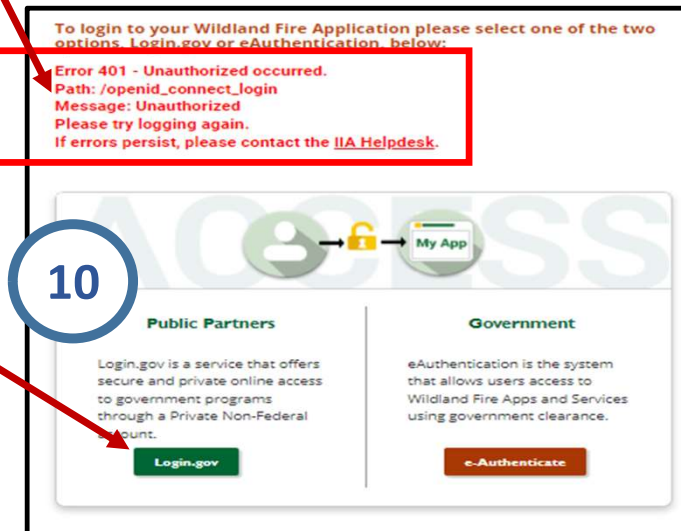 To login to your Wildland Fire Application please select one of the two
options, Login.gov or eAuthentication, below:
Error 401 - Unauthorized occurred.
Path: /openid_connect_login
Message: Unauthorized
Please try logging again.
If errors persist, please contact the IIA Helpdesk.
ACCESS
My App
10
Public Partners
Login.gov is a service that offers
secure and private online access
to government programs
through a Private Non-Federal
account.
Login.gov
Government
eAuthentication is the system
that allows users access to
Wildland Fire Apps and Services
using government clearance.
e-Authenticate